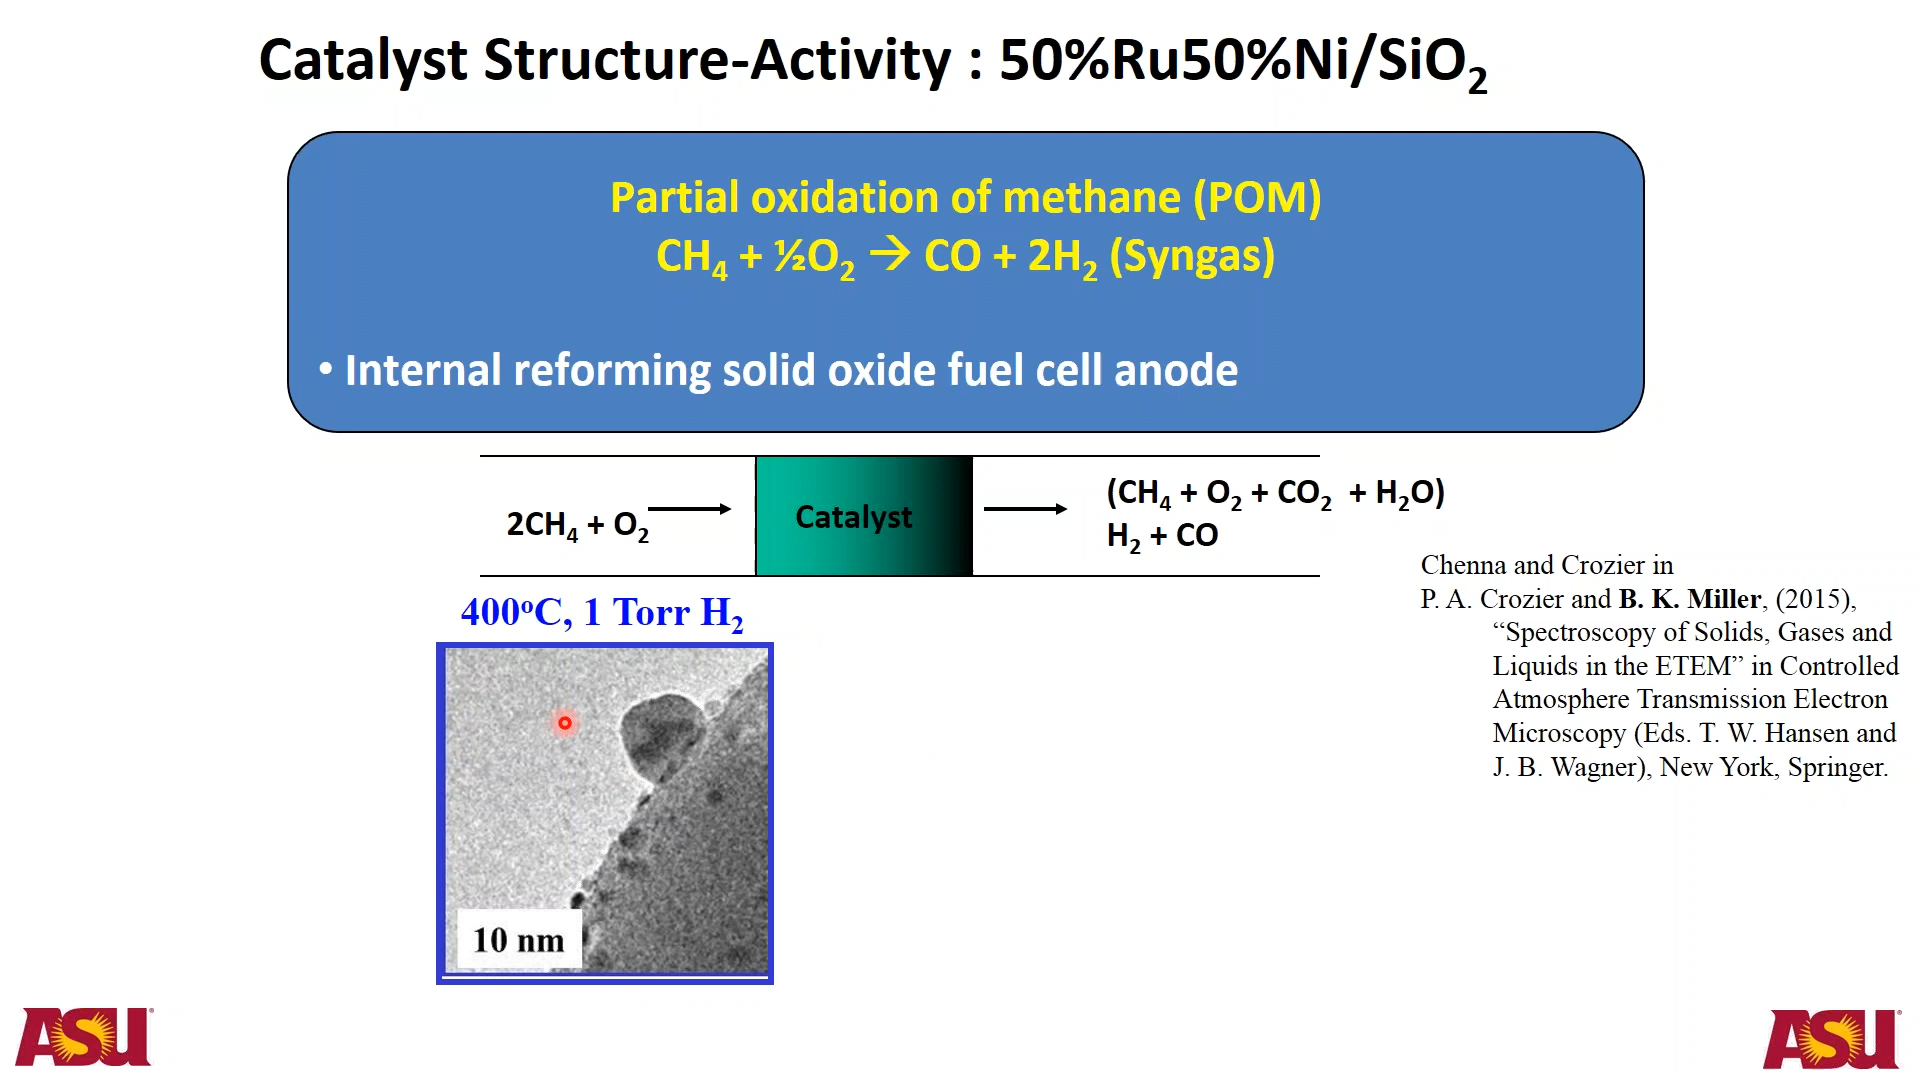 Catalyst Structure-Activity : 50%Ru50%Ni/SiO₂
Partial oxidation of methane (POM)
CH₄ + ½O₂ → CO + 2H₂ (Syngas)
• Internal reforming solid oxide fuel cell anode
2CH₄ + O₂
Catalyst
(CH₄ + O₂ + CO₂ + H₂O)
H₂ + CO
400ᵒC, 1 Torr H₂
10 nm
Chenna and Crozier in
P. A. Crozier and B. K. Miller, (2015),
“Spectroscopy of Solids, Gases and
Liquids in the ETEM” in Controlled
Atmosphere Transmission Electron
Microscopy (Eds. T. W. Hansen and
J. B. Wagner), New York, Springer.
ASU
ASU